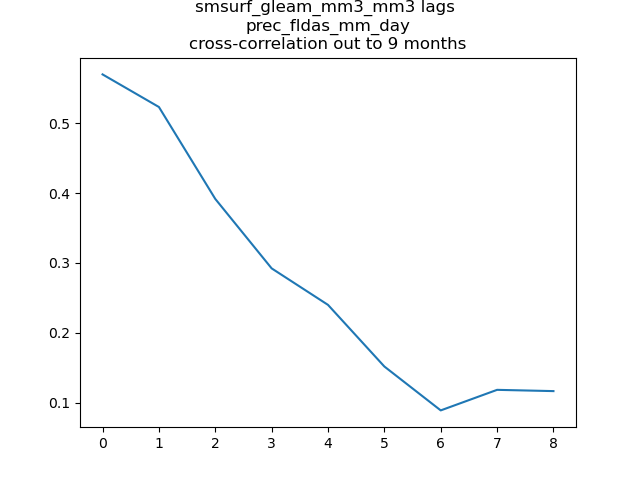 smsurf_gleam_mm3_mm3 lags
prec_fldas_mm_day
cross-correlation out to 9 months
0.5
0.4
0.3
0.2
0.1
0 1 2 3 4 5 6 7 8